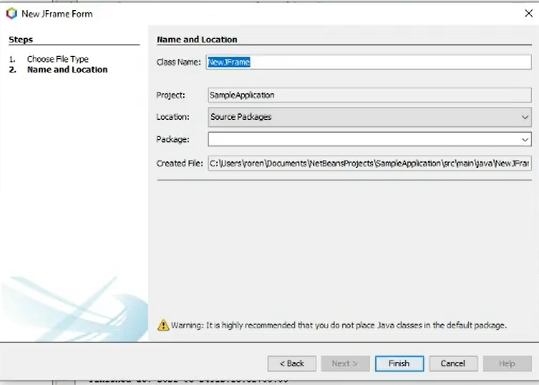 New JFrame Form
Steps
1. Choose File Type
2. Name and Location
Name and Location
Class Name: NewJFrame
Project: SampleApplication
Location: Source Packages
Package:
Created File: C:\Users\roren\Documents\NetBeansProjects\SampleApplication\src\main\java\NewJFrar
Warning: It is highly recommended that you do not place Java classes in the default package.
< Back Next > Finish Cancel Help